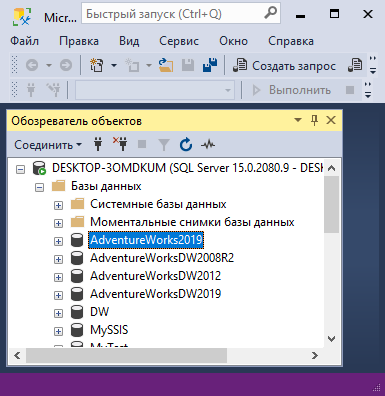 Micr... Быстрый запуск (Ctrl+Q)
Файл Правка Вид Сервис Окно Справка
Создать запрос
Выполнить
Обозреватель объектов
Соединить
DESKTOP-3OMDKUM (SQL Server 15.0.2080.9 - DESK
Базы данных
Системные базы данных
Моментальные снимки базы данных
AdventureWorks2019
AdventureWorksDW2008R2
AdventureWorksDW2012
AdventureWorksDW2019
DW
MySSIS
MyTest